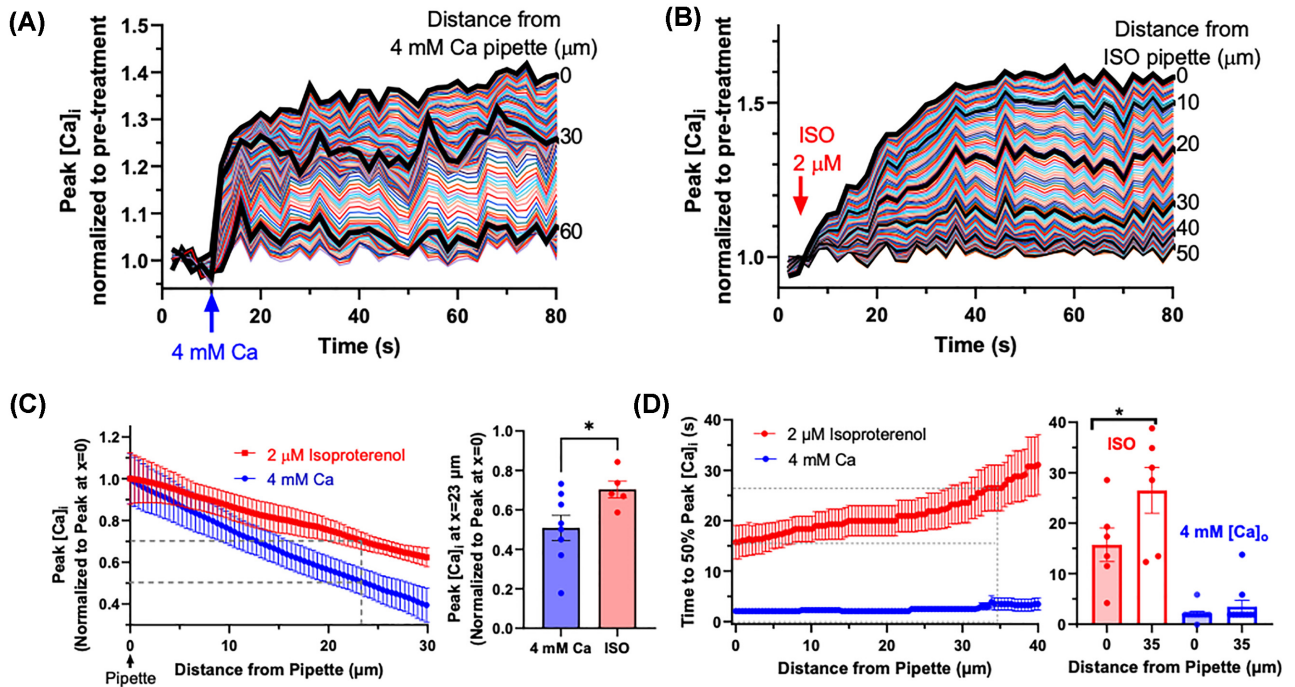 (A)
Distance from
4 mM Ca pipette (μm)
Peak [Ca]i
normalized to pre-treatment
1.5
1.4
1.3
1.2
1.1
1.0
0
30
60
0
20
40
60
80
4 mM Ca
Time (s)
(B)
Distance from
ISO pipette (μm)
Peak [Ca]i
normalized to pre-treatment
1.5
1.0
ISO
2 μM
0
10
20
30
40
50
0
20
40
60
80
Time (s)
(C)
Peak [Ca]i
(Normalized to Peak at x=0)
1.2
1.0
0.8
0.6
0.4
2 μM Isoproterenol
4 mM Ca
0
10
20
30
Distance from Pipette (μm)
Pipette
Peak [Ca]i at x=23 μm
(Normalized to Peak at x=0)
1.0
0.8
0.6
0.4
0.2
0.0
*
4 mM Ca
ISO
(D)
Time to 50% Peak [Ca]i (s)
40
30
20
10
0
2 μM Isoproterenol
4 mM Ca
0
10
20
30
40
Distance from Pipette (μm)
40
30
20
10
0
*
ISO
4 mM [Ca]o
0
35
0
35
Distance from Pipette (μm)